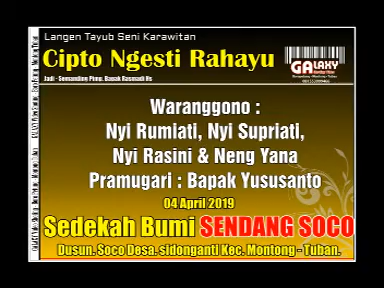 Langen Tayub Seni Karawitan
Cipto Ngesti Rahayu
GALAXY
Jadi - Semanding Pimp. Bapak Rasmadi Hs
Waranggono :
Nyi Rumiati, Nyi Supriati,
Nyi Rasini & Neng Yana
Pramugari : Bapak Yususanto
04 April 2019
Sedekah Bumi SENDANG SOCO
Dusun. Soco Desa. sidonganti Kec. Montong - Tuban.